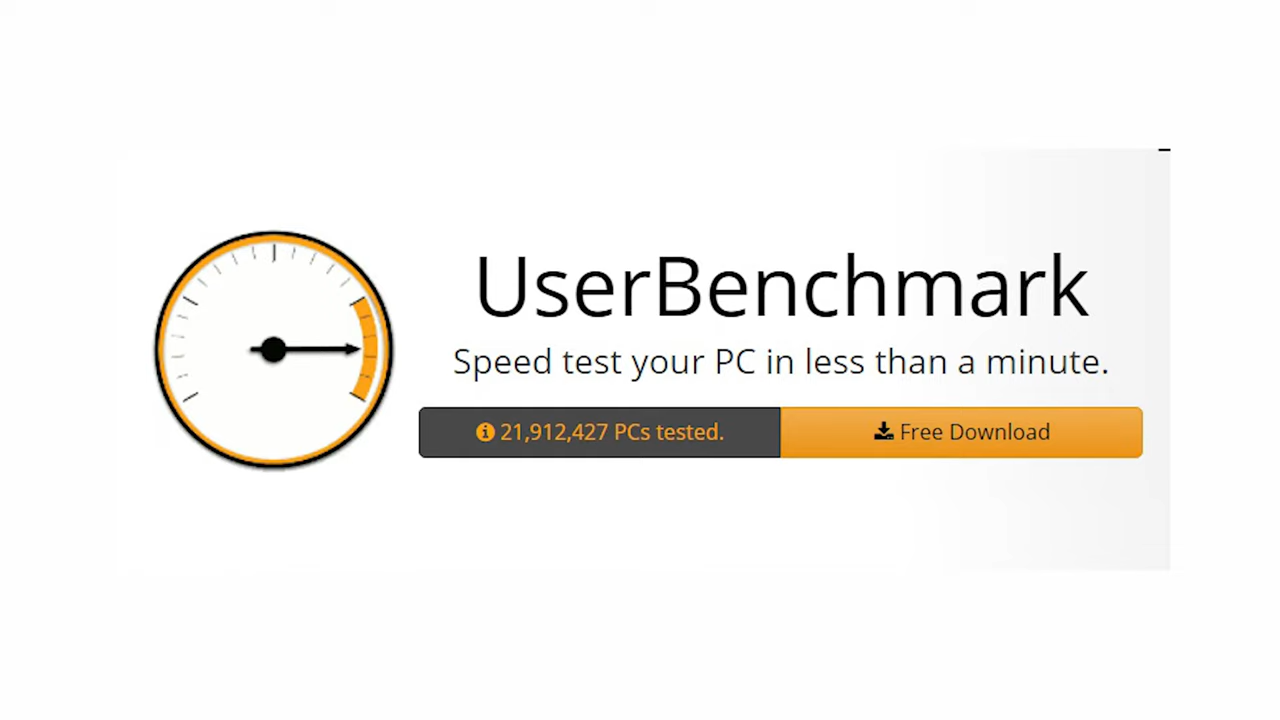 UserBenchmark
Speed test your PC in less than a minute.
21,912,427 PCs tested.
Free Download